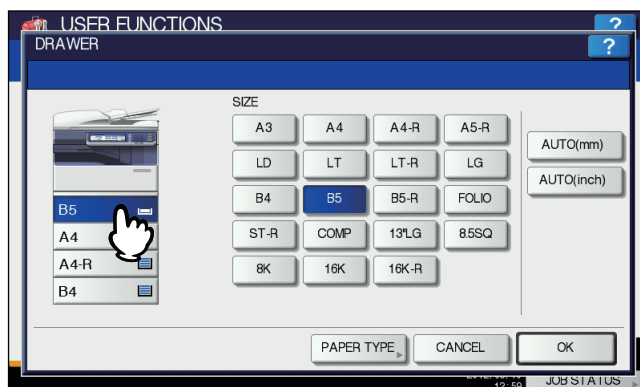 USER FUNCTIONS
?
DRAWER
?
SIZE
A3 A4 A4-R A5-R
LD LT LT-R LG
B4 B5 B5-R FOLIO
ST-R COMP 13"LG 8.5SQ
8K 16K 16K-R
AUTO(mm)
AUTO(inch)
B5
A4
A4-R
B4
PAPER TYPE CANCEL OK
12:59 JOB STATUS